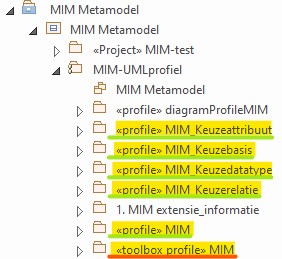 MIM Metamodel
MIM Metamodel
«Project» MIM-test
MIM-UMLprofiel
MIM Metamodel
«profile» diagramProfileMIM
«profile» MIM_Keuzeattribuut
«profile» MIM_Keuzebasis
«profile» MIM_Keuzedatatype
«profile» MIM_Keuzerelatie
1. MIM extensie_informatie
«profile» MIM
«toolbox profile» MIM